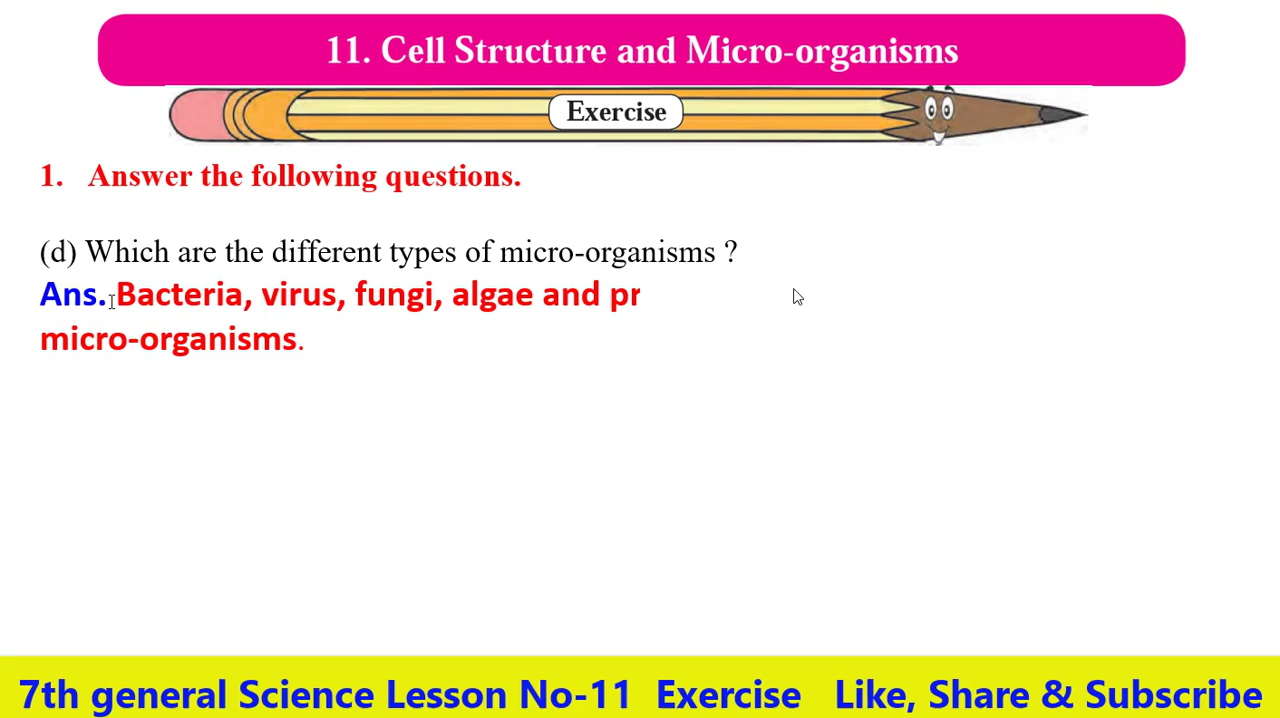 11. Cell Structure and Micro-organisms
Exercise
1. Answer the following questions.
(d) Which are the different types of micro-organisms ?
Ans. Bacteria, virus, fungi, algae and pr
micro-organisms.
7th general Science Lesson No-11 Exercise Like, Share & Subscribe